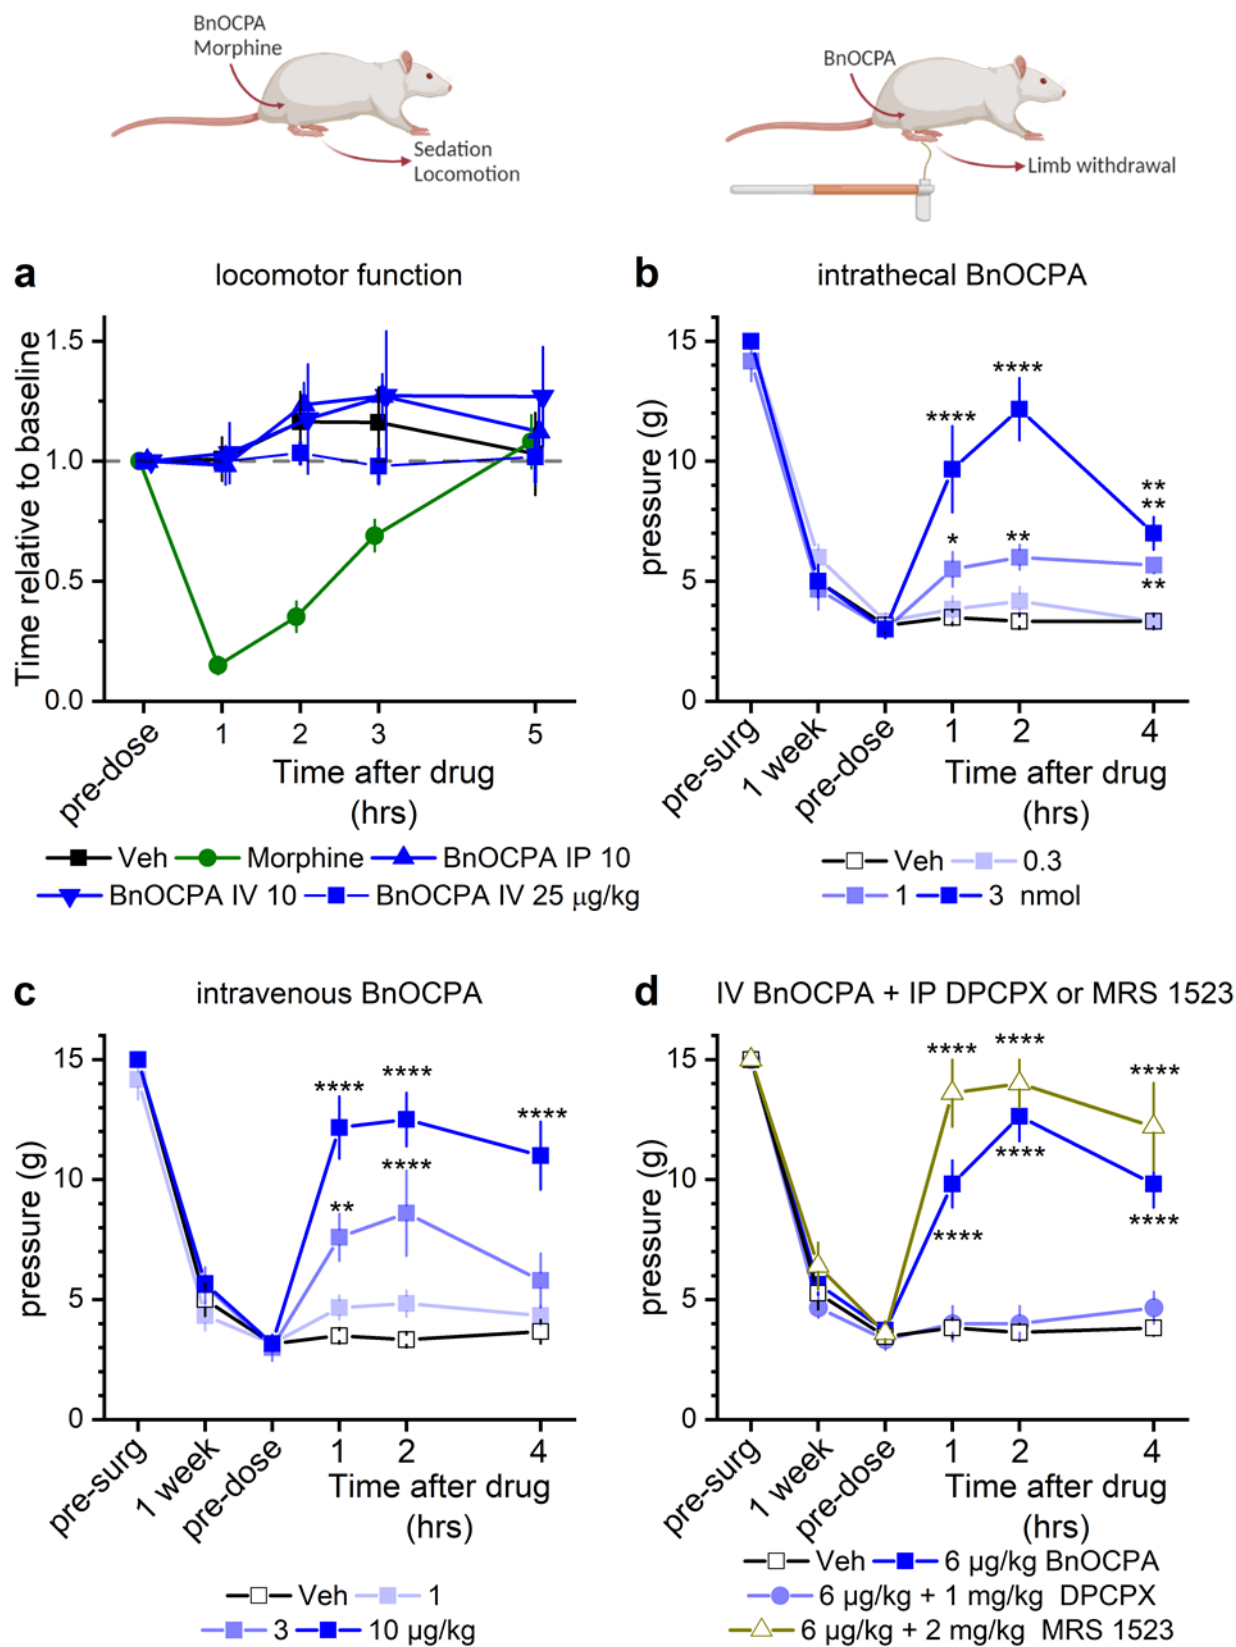 BnOCPA
Morphine
Sedation
Locomotion
BnOCPA
Limb withdrawal
a locomotor function
Time relative to baseline
1.5
1.0
0.5
0.0
pre-dose 1 2 3 5
Time after drug
(hrs)
Veh Morphine BnOCPA IP 10
BnOCPA IV 10 BnOCPA IV 25 μg/kg
b intrathecal BnOCPA
pressure (g)
15
10
5
0
****
****
**
**
*
**
**
pre-surg 1 week pre-dose 1 2 4
Time after drug
(hrs)
Veh 0.3
1 3 nmol
c intravenous BnOCPA
pressure (g)
15
10
5
0
****
****
****
**
****
pre-surg 1 week pre-dose 1 2 4
Time after drug
(hrs)
Veh 1
3 10 μg/kg
d IV BnOCPA + IP DPCPX or MRS 1523
pressure (g)
15
10
5
0
****
****
****
****
****
****
pre-surg 1 week pre-dose 1 2 4
Time after drug
(hrs)
Veh 6 μg/kg BnOCPA
6 μg/kg + 1 mg/kg DPCPX
6 μg/kg + 2 mg/kg MRS 1523